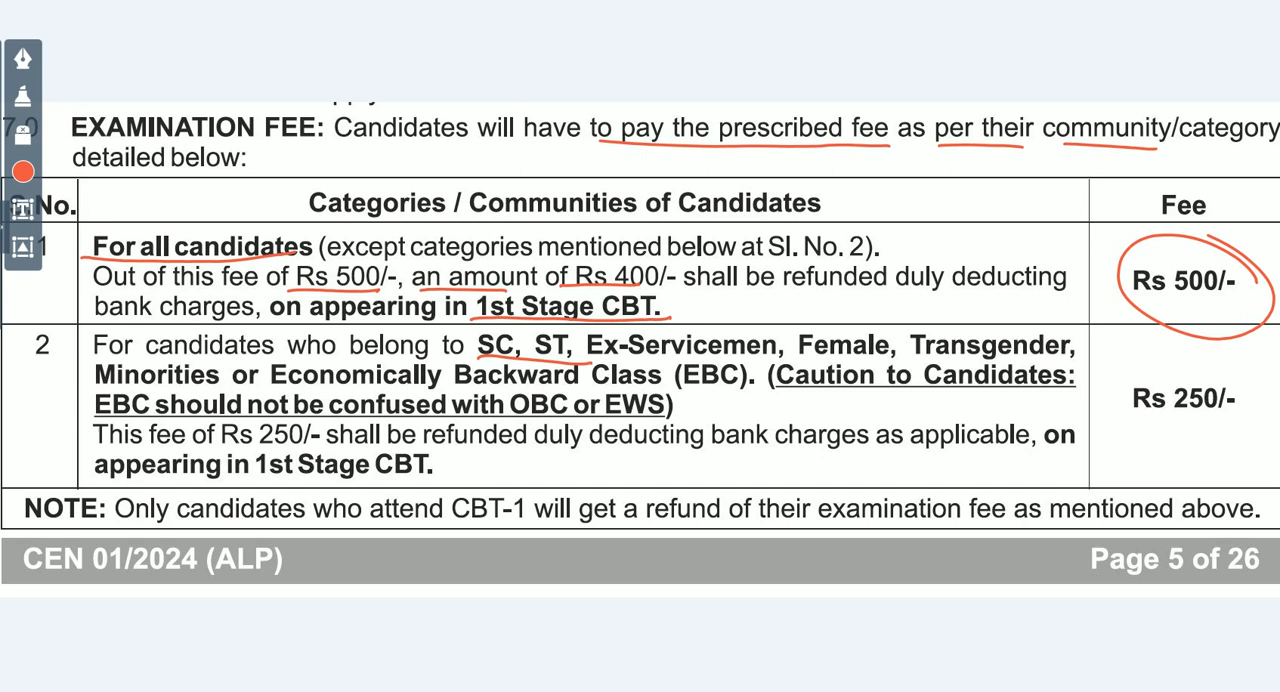 7.0 EXAMINATION FEE: Candidates will have to pay the prescribed fee as per their community/category
detailed below:
No. Categories / Communities of Candidates Fee
1 For all candidates (except categories mentioned below at Sl. No. 2).
Out of this fee of Rs 500/-, an amount of Rs 400/- shall be refunded duly deducting
bank charges, on appearing in 1st Stage CBT.
Rs 500/-
2 For candidates who belong to SC, ST, Ex-Servicemen, Female, Transgender,
Minorities or Economically Backward Class (EBC). (Caution to Candidates:
EBC should not be confused with OBC or EWS)
This fee of Rs 250/- shall be refunded duly deducting bank charges as applicable, on
appearing in 1st Stage CBT.
Rs 250/-
NOTE: Only candidates who attend CBT-1 will get a refund of their examination fee as mentioned above.
CEN 01/2024 (ALP) Page 5 of 26